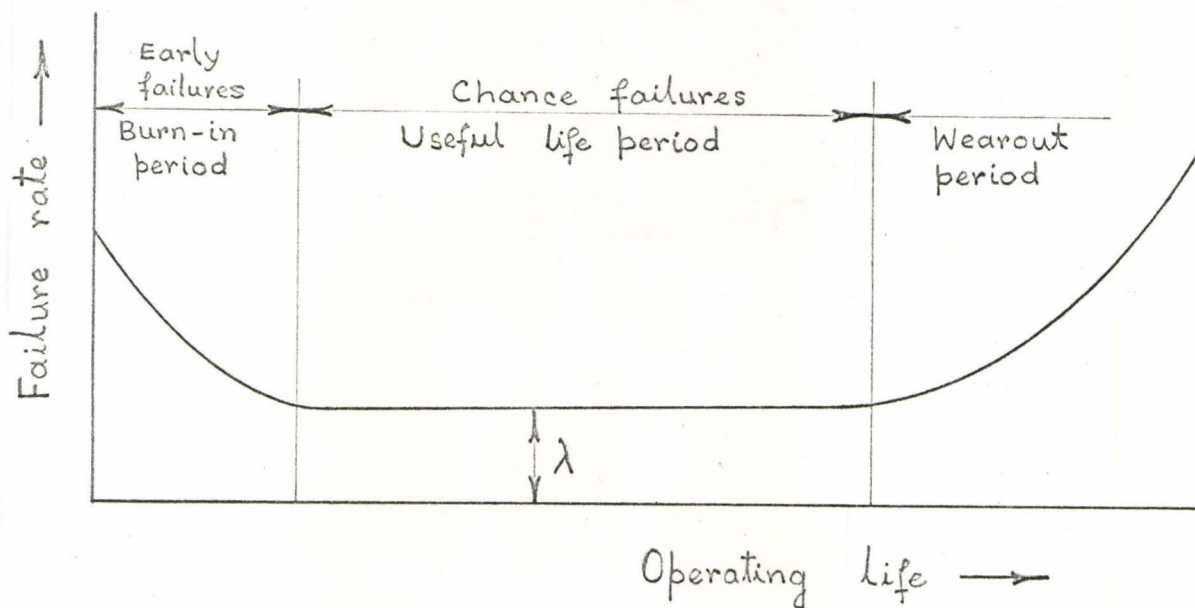 Failure rate
Early
failures
Burn-in
period
Chance failures
Useful life period
Wearout
period
λ
Operating life